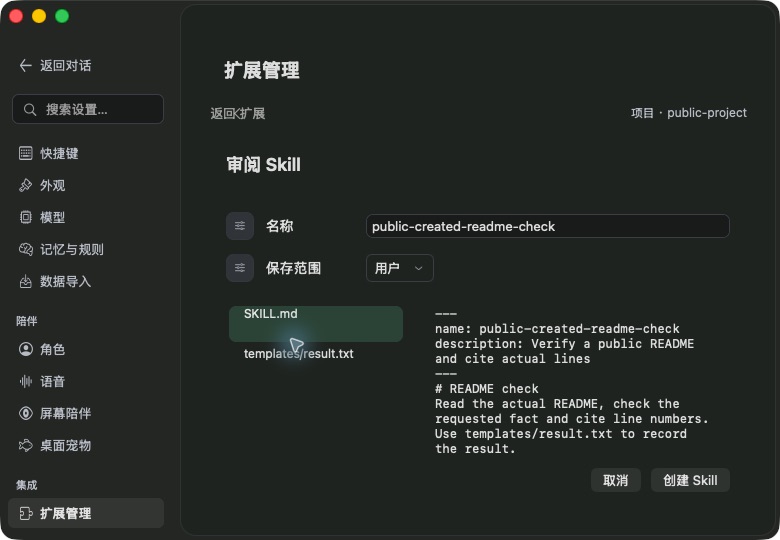 返回对话
搜索设置...
快捷键
外观
模型
记忆与规则
数据导入
陪伴
角色
语音
屏幕陪伴
桌面宠物
集成
扩展管理
扩展管理
返回扩展
项目 · public-project
审阅 Skill
名称
public-created-readme-check
保存范围
用户
SKILL.md
templates/result.txt
---
name: public-created-readme-check
description: Verify a public README
and cite actual lines
---
# README check
Read the actual README, check the
requested fact and cite line numbers.
Use templates/result.txt to record
the result.
取消
创建 Skill